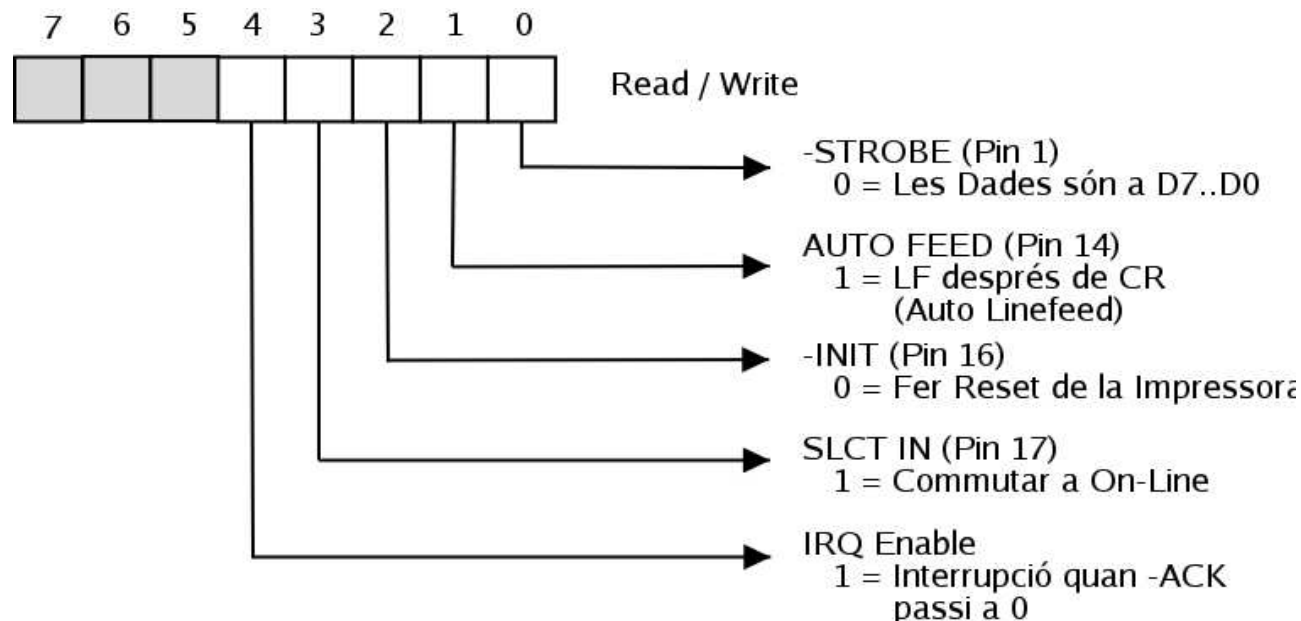 7 6 5 4 3 2 1 0
Read / Write
-STROBE (Pin 1)
0 = Les Dades són a D7..D0
AUTO FEED (Pin 14)
1 = LF després de CR
(Auto Linefeed)
-INIT (Pin 16)
0 = Fer Reset de la Impressora
SLCT IN (Pin 17)
1 = Commutar a On-Line
IRQ Enable
1 = Interrupció quan -ACK
passi a 0